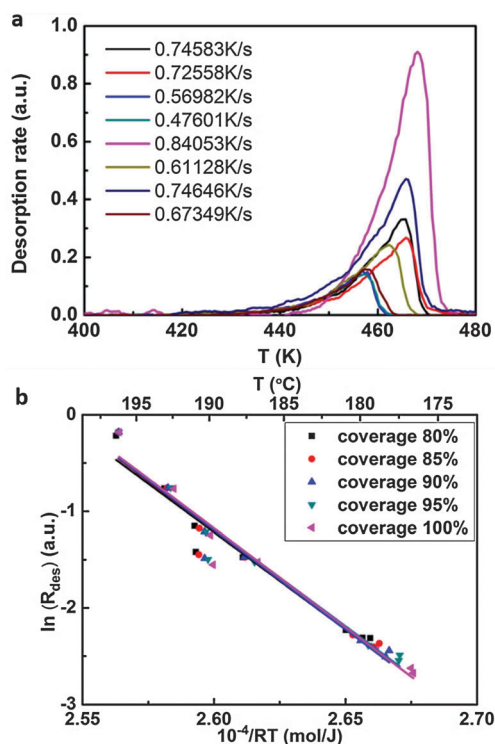 a
Desorption rate (a.u.)
1.0
0.8
0.6
0.4
0.2
0.0
0.74583K/s
0.72558K/s
0.56982K/s
0.47601K/s
0.84053K/s
0.61128K/s
0.74646K/s
0.67349K/s
400 420 440 460 480
T (K)
b
T (°C)
195 190 185 180 175
ln (Rdes) (a.u.)
0
-1
-2
-3
coverage 80%
coverage 85%
coverage 90%
coverage 95%
coverage 100%
2.55 2.60 2.65 2.70
10⁻⁴/RT (mol/J)